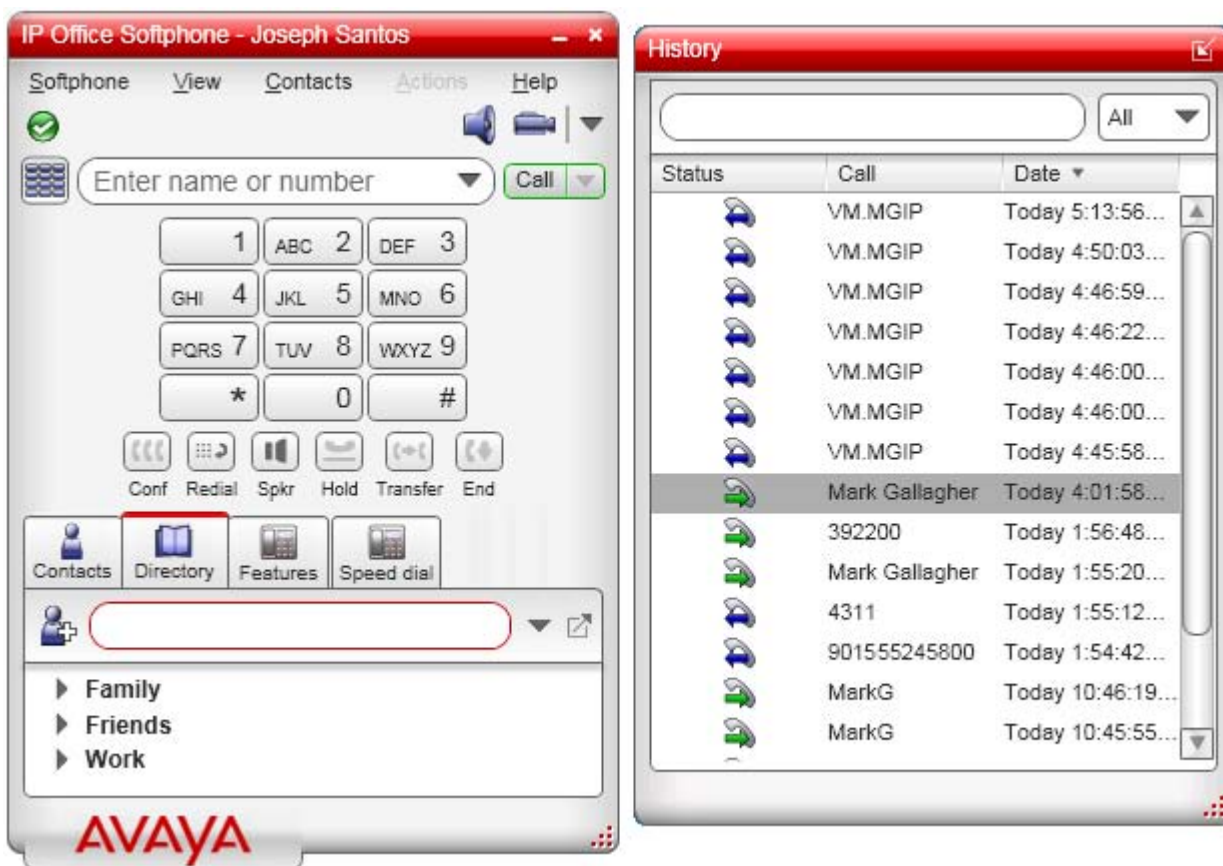 IP Office Softphone - Joseph Santos
Softphone View Contacts Actions Help
Enter name or number Call
1 ABC 2 DEF 3
GHI 4 JKL 5 MNO 6
PQRS 7 TUV 8 WXYZ 9
* 0 #
Conf Redial Spkr Hold Transfer End
Contacts Directory Features Speed dial
Family
Friends
Work
AVAYA
History
All
Status Call Date
VM.MGIP Today 5:13:56...
VM.MGIP Today 4:50:03...
VM.MGIP Today 4:46:59...
VM.MGIP Today 4:46:22...
VM.MGIP Today 4:46:00...
VM.MGIP Today 4:46:00...
VM.MGIP Today 4:45:58...
Mark Gallagher Today 4:01:58...
392200 Today 1:56:48...
Mark Gallagher Today 1:55:20...
4311 Today 1:55:12...
901555245800 Today 1:54:42...
MarkG Today 10:46:19...
MarkG Today 10:45:55...